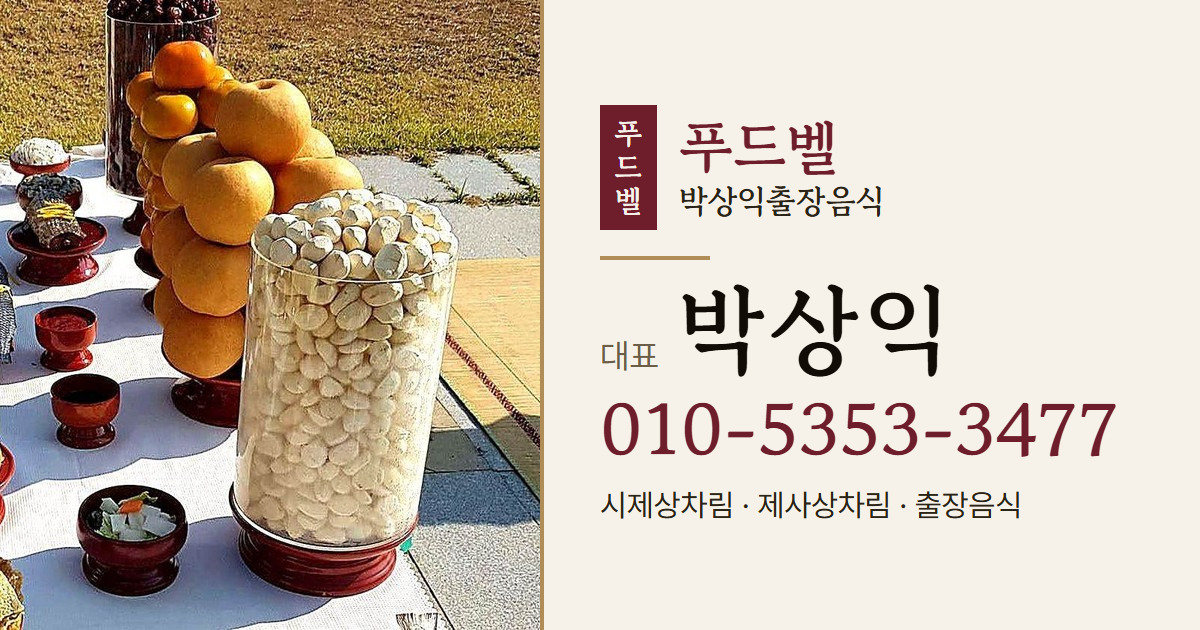 푸드벨
푸드벨
박상익출장음식
대표 박상익
010-5353-3477
시제상차림 · 제사상차림 · 출장음식